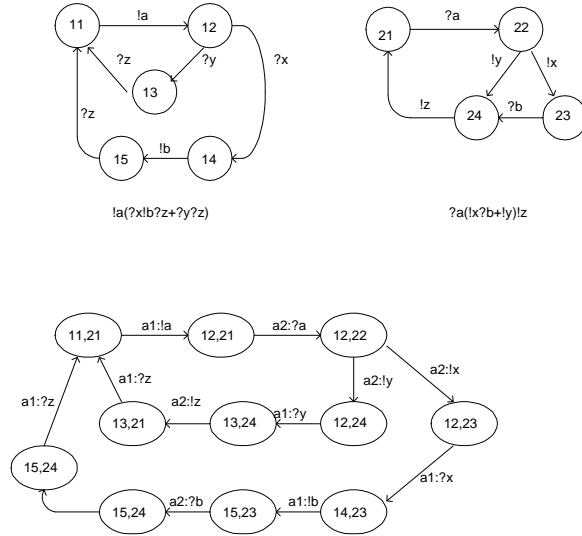 11
!a
12
?z
?y
?x
13
?z
15
!b
14
!a(?x!b?z+?y?z)
21
?a
22
!y
!x
!z
24
?b
23
?a(!x?b+!y)!z
11,21
a1:!a
12,21
a2:?a
12,22
a1:?z
a1:?z
a2:!z
a2:!y
a2:!x
13,21
13,24
a1:?y
12,24
12,23
15,24
a1:?x
15,24
a2:?b
15,23
a1:!b
14,23